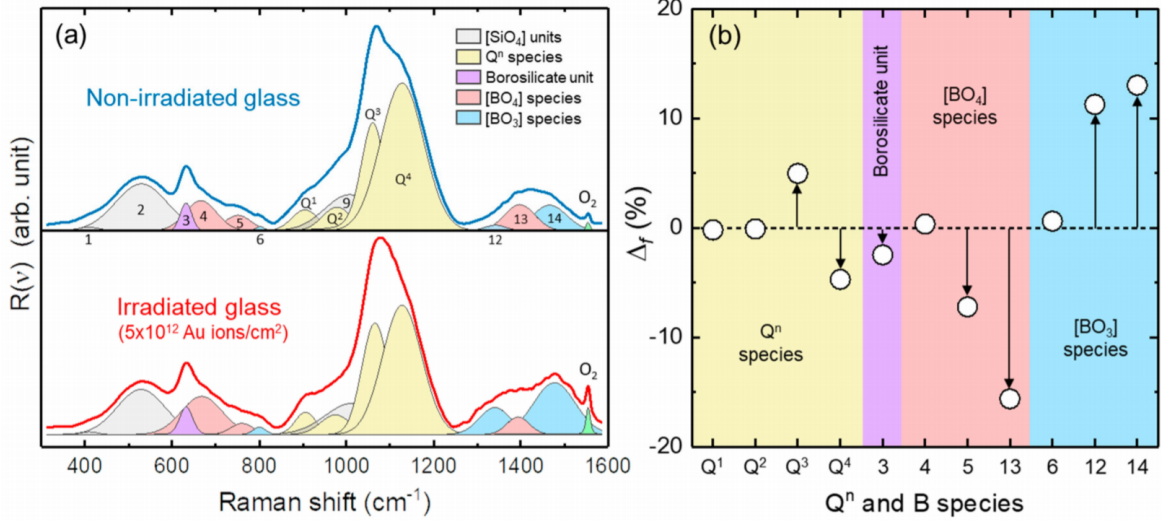 (a)
[SiO₄] units
Qⁿ species
Borosilicate unit
[BO₄] species
[BO₃] species
Non-irradiated glass
Q³
Q⁴
Q¹
Q²
9
2
3
4
5
13
14
O₂
1
6
12
Irradiated glass
(5x10¹² Au ions/cm²)
O₂
R(ν) (arb. unit)
400
600
800
1000
1200
1400
1600
Raman shift (cm⁻¹)
(b)
20
10
0
-10
-20
Δf (%)
Borosilicate unit
[BO₄]
species
Qⁿ
species
[BO₃]
species
Q¹
Q²
Q³
Q⁴
3
4
5
13
6
12
14
Qⁿ and B species